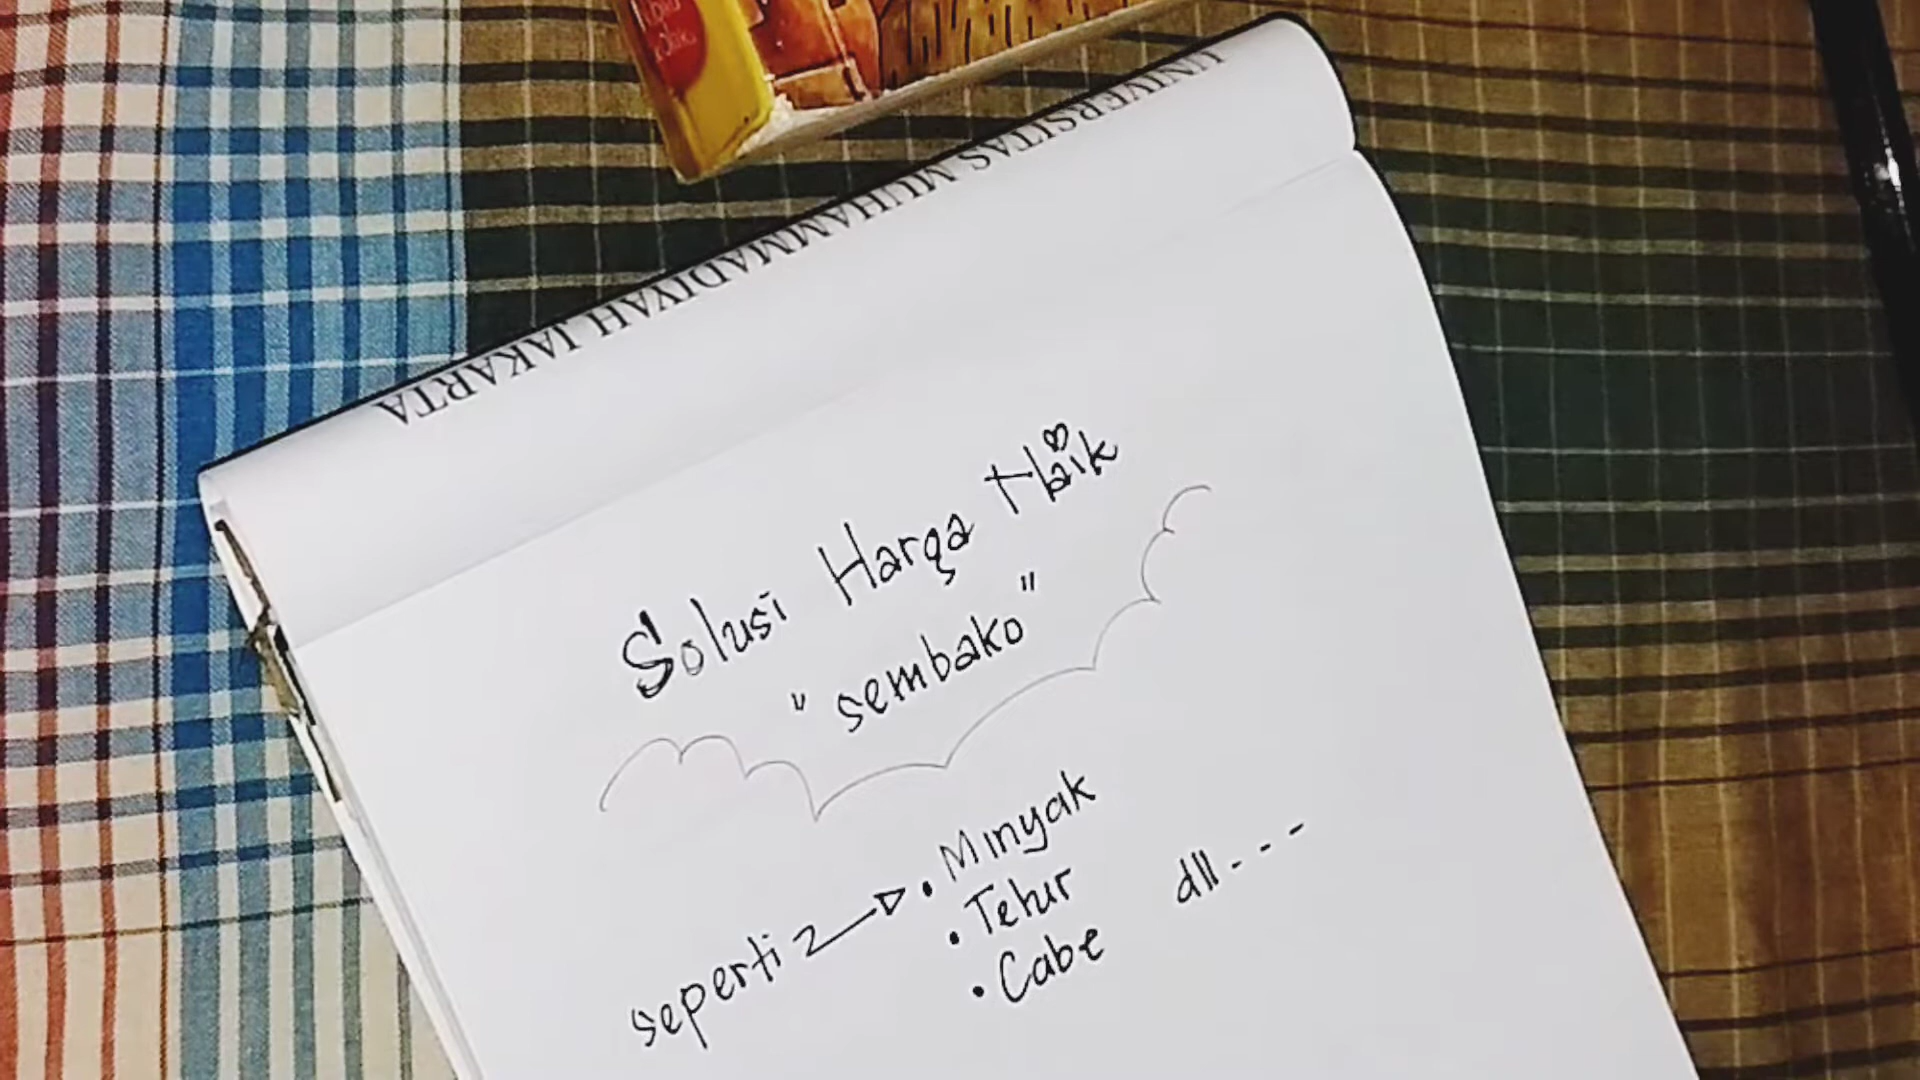 UNIVERSITAS MUHAMMADIYAH JAKARTA
Solusi Harga Naik
"sembako"
seperti2 → • Minyak
• Telur
• Cabe
dll - - -